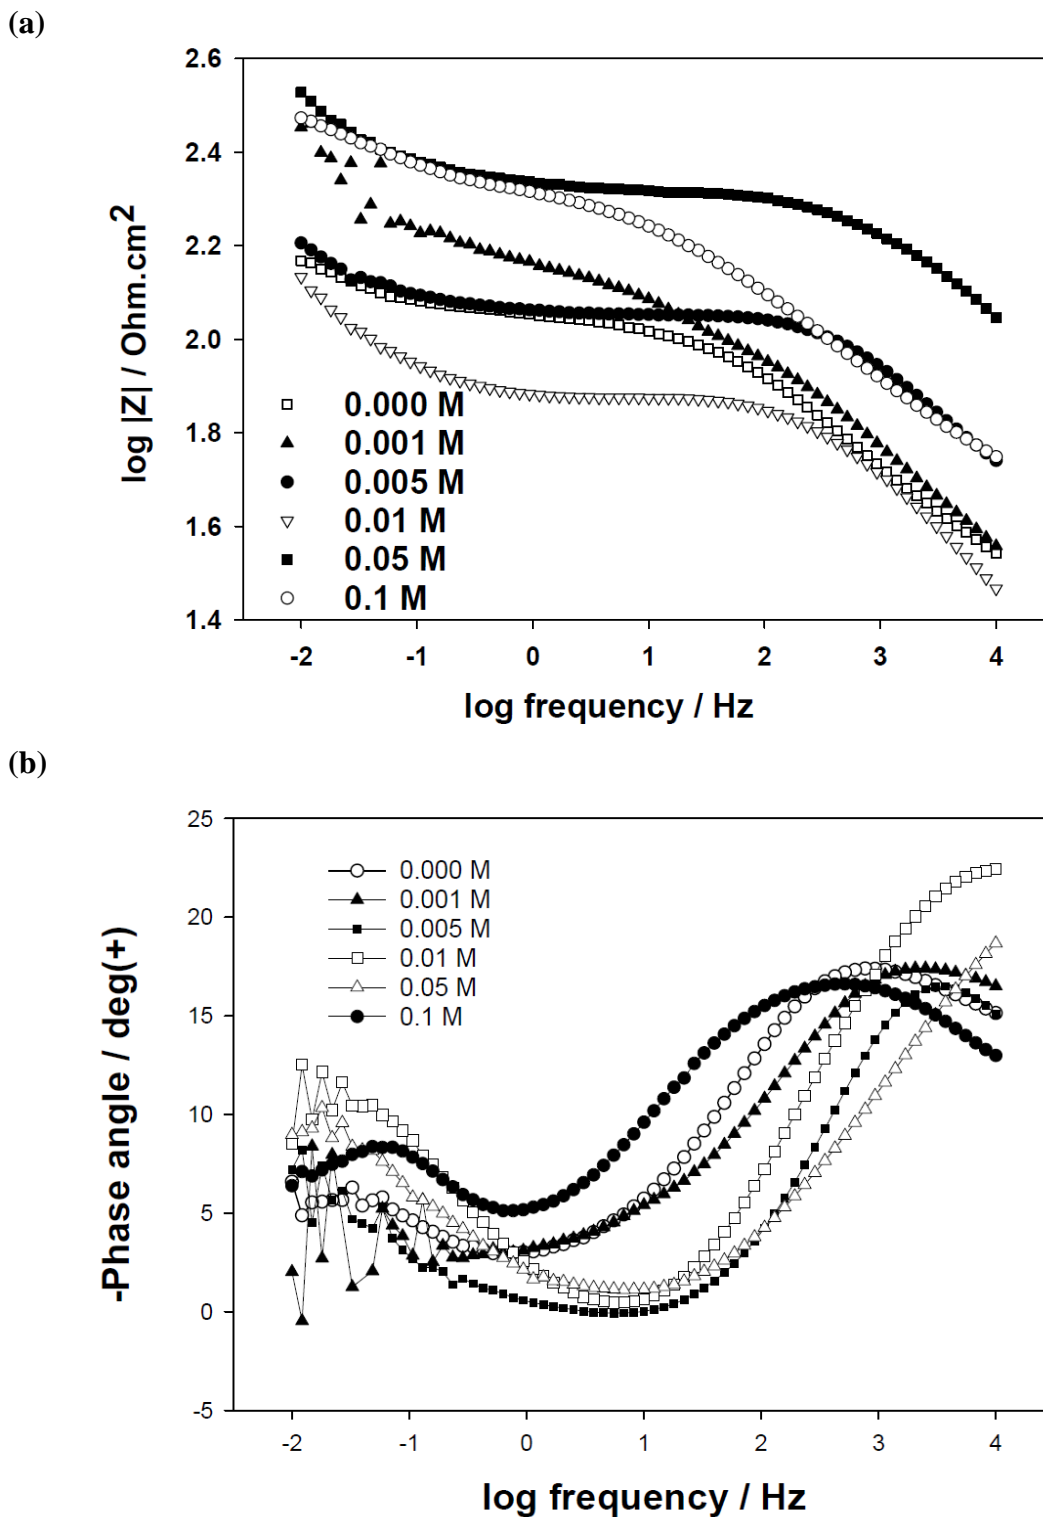 (a)
2.6
2.4
2.2
2.0
1.8
1.6
1.4
log |Z| / Ohm.cm2
0.000 M
0.001 M
0.005 M
0.01 M
0.05 M
0.1 M
-2 -1 0 1 2 3 4
log frequency / Hz
(b)
25
20
15
10
5
0
-5
-Phase angle / deg(+)
0.000 M
0.001 M
0.005 M
0.01 M
0.05 M
0.1 M
-2 -1 0 1 2 3 4
log frequency / Hz